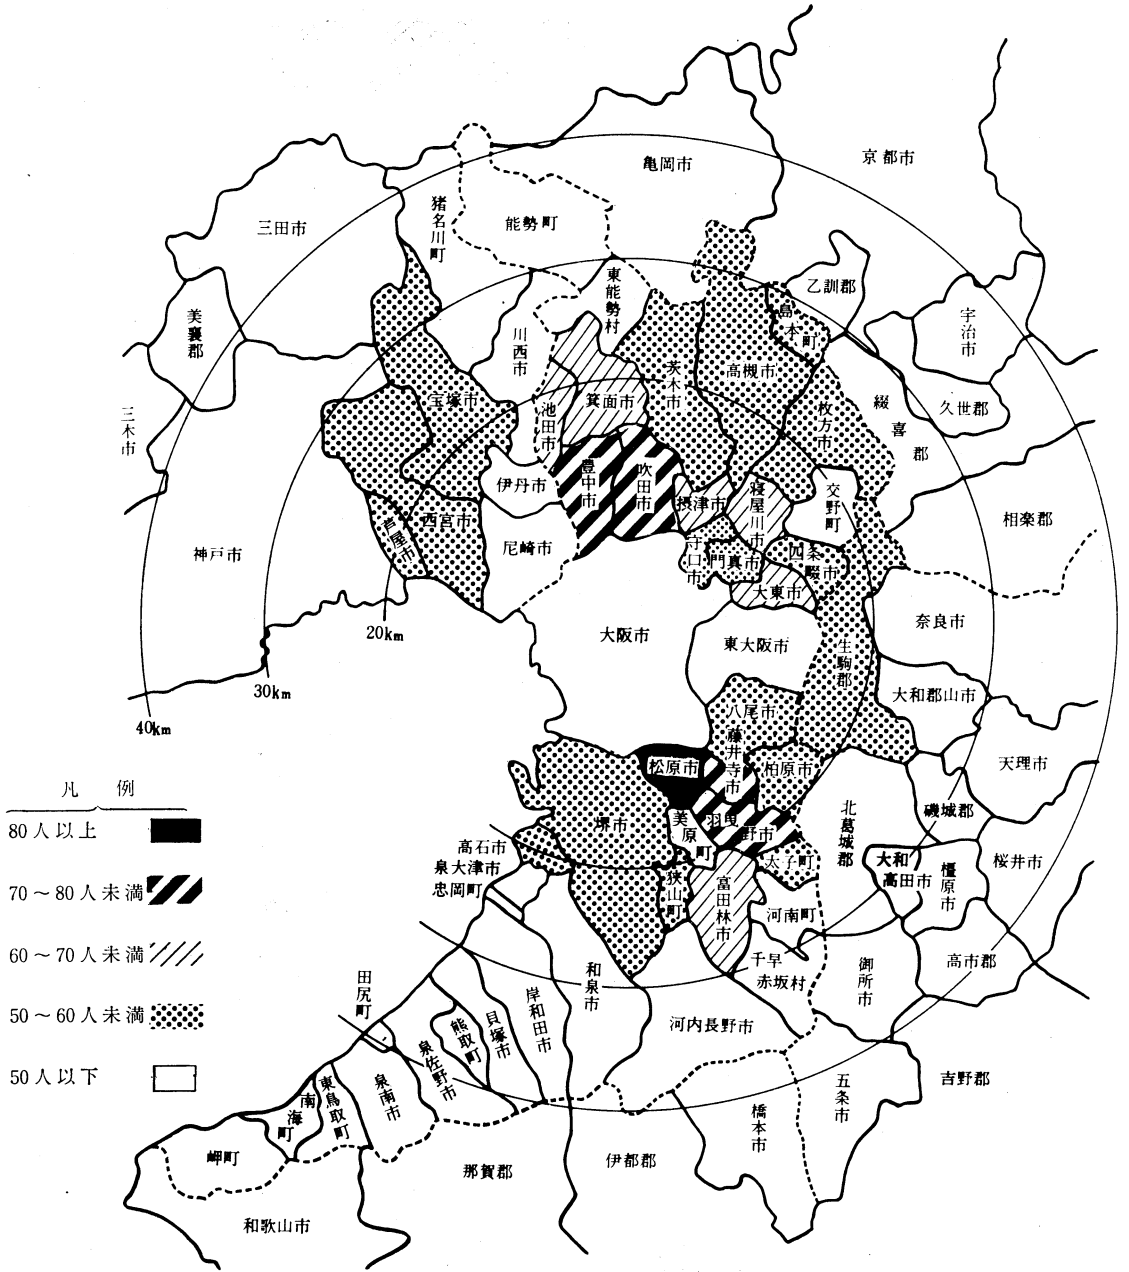 京都市
亀岡市
猪名川町
能勢町
三田市
東能勢村
乙訓郡
島本町
美嚢郡
川西市
宇治市
茨木市
高槻市
宝塚市
池田市
箕面市
枚方市
綴喜郡
久世郡
三木市
伊丹市
豊中市
吹田市
摂津市
寝屋川市
交野町
相楽郡
神戸市
芦屋市
西宮市
尼崎市
守口市
門真市
四条畷市
大東市
奈良市
大阪市
東大阪市
生駒郡
20km
30km
40km
大和郡山市
八尾市
藤井寺市
松原市
柏原市
天理市
凡例
80人以上
70～80人未満
60～70人未満
50～60人未満
50人以下
堺市
美原町
羽曳野市
北葛城郡
磯城郡
高石市
泉大津市
忠岡町
狭山町
富田林市
太子町
大和高田市
橿原市
桜井市
河南町
千早赤坂村
御所市
高市郡
和泉市
岸和田市
河内長野市
田尻町
貝塚市
熊取町
泉佐野市
泉南市
東鳥取町
南海町
岬町
五条市
吉野郡
橋本市
伊都郡
那賀郡
和歌山市